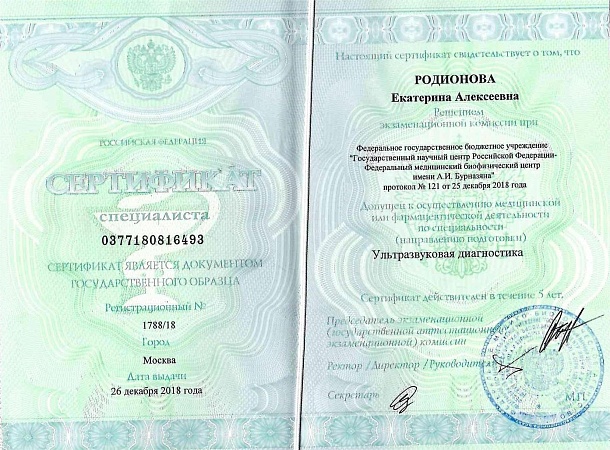 РОССИЙСКАЯ ФЕДЕРАЦИЯ
СЕРТИФИКАТ
специалиста
0377180816493
СЕРТИФИКАТ ЯВЛЯЕТСЯ ДОКУМЕНТОМ
ГОСУДАРСТВЕННОГО ОБРАЗЦА
Регистрационный №
1788/18
Город
Москва
Дата выдачи
26 декабря 2018 года
Настоящий сертификат свидетельствует о том, что
РОДИОНОВА
Екатерина Алексеевна
Решением
экзаменационной комиссии при
Федеральное государственное бюджетное учреждение
"Государственный научный центр Российской Федерации-
Федеральный медицинский биофизический центр
имени А.И. Бурназяна"
протокол № 121 от 25 декабря 2018 года
Допущен к осуществлению медицинской
или фармацевтической деятельности
по специальности
(направлению подготовки)
Ультразвуковая диагностика
Сертификат действителен в течение 5 лет.
Председатель экзаменационной
(государственной аттестационной
экзаменационной) комиссии
Ректор / Директор / Руководитель
Секретарь
М.П.